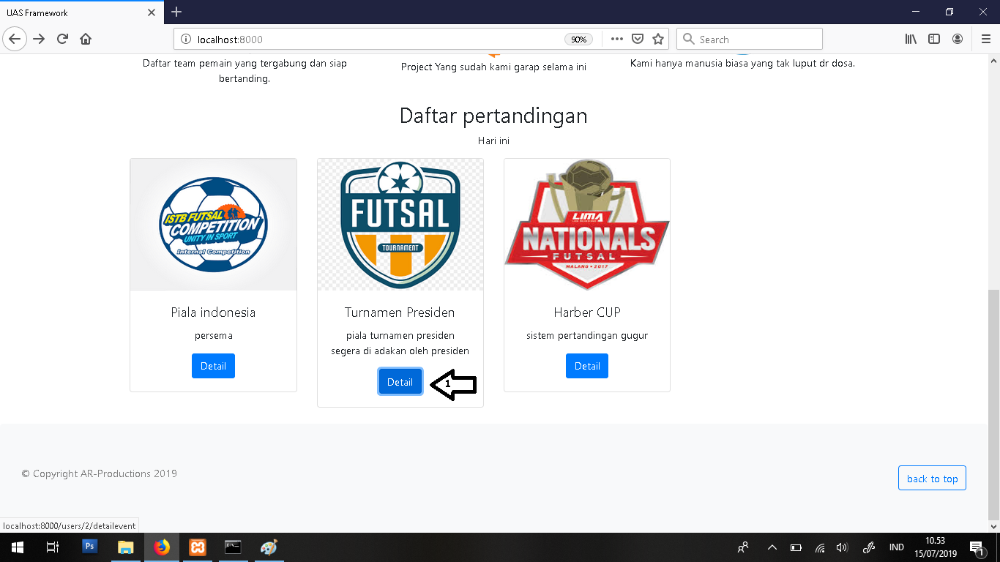 UAS Framework
localhost:8000
90%
Search
Daftar team pemain yang tergabung dan siap
bertanding.
Project Yang sudah kami garap selama ini
Kami hanya manusia biasa yang tak luput dr dosa.
Daftar pertandingan
Hari ini
ISTB FUTSAL
COMPETITION
UNITY IN SPORT
Internal Competition
FUTSAL
TOURNAMENT
LIMA
NATIONALS
FUTSAL
MALANG • 2017
Piala indonesia
persema
Detail
Turnamen Presiden
piala turnamen presiden
segera di adakan oleh presiden
Detail
1
Harber CUP
sistem pertandingan gugur
Detail
© Copyright AR-Productions 2019
back to top
localhost:8000/users/2/detailevent
Ps
IND
10.53
15/07/2019
1